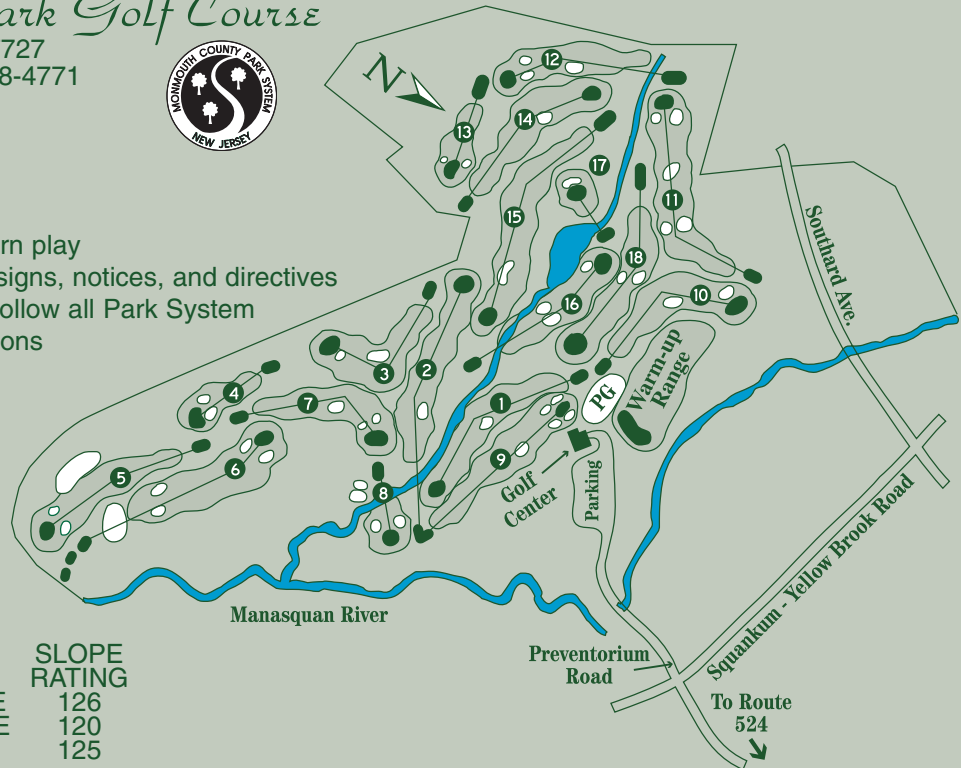 ark Golf Course
727
8-4771
MONMOUTH COUNTY PARK SYSTEM
NEW JERSEY
N
rn play
signs, notices, and directives
ollow all Park System
ons
12
13
14
17
11
15
18
10
16
3
2
4
7
1
5
6
9
8
PG
Warm-up
Range
Golf
Center
Parking
Southard Ave.
Squankum - Yellow Brook Road
Manasquan River
Preventorium
Road
To Route
524
SLOPE
RATING
E 126
E 120
125